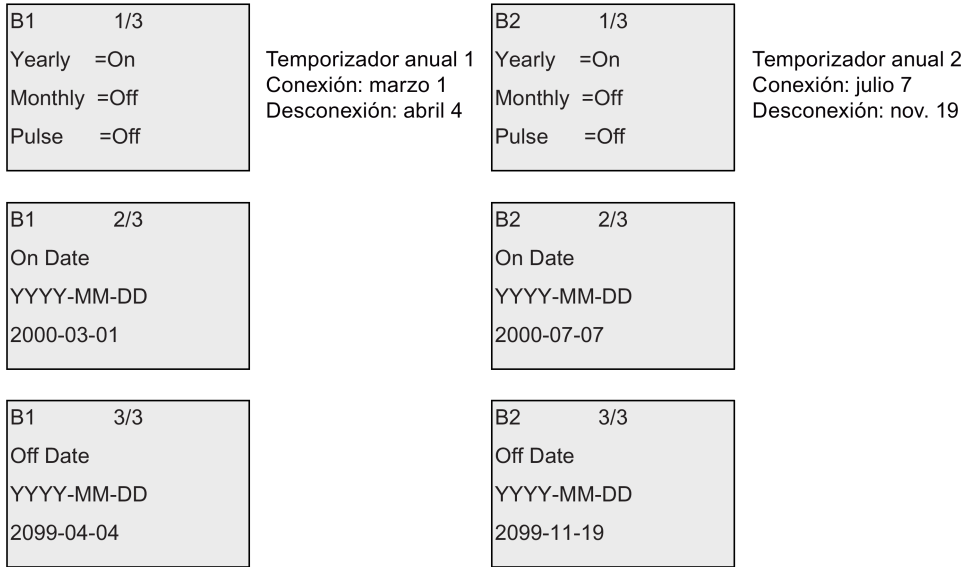 B1 1/3
Yearly =On
Monthly =Off
Pulse =Off
Temporizador anual 1
Conexión: marzo 1
Desconexión: abril 4
B2 1/3
Yearly =On
Monthly =Off
Pulse =Off
Temporizador anual 2
Conexión: julio 7
Desconexión: nov. 19
B1 2/3
On Date
YYYY-MM-DD
2000-03-01
B2 2/3
On Date
YYYY-MM-DD
2000-07-07
B1 3/3
Off Date
YYYY-MM-DD
2099-04-04
B2 3/3
Off Date
YYYY-MM-DD
2099-11-19